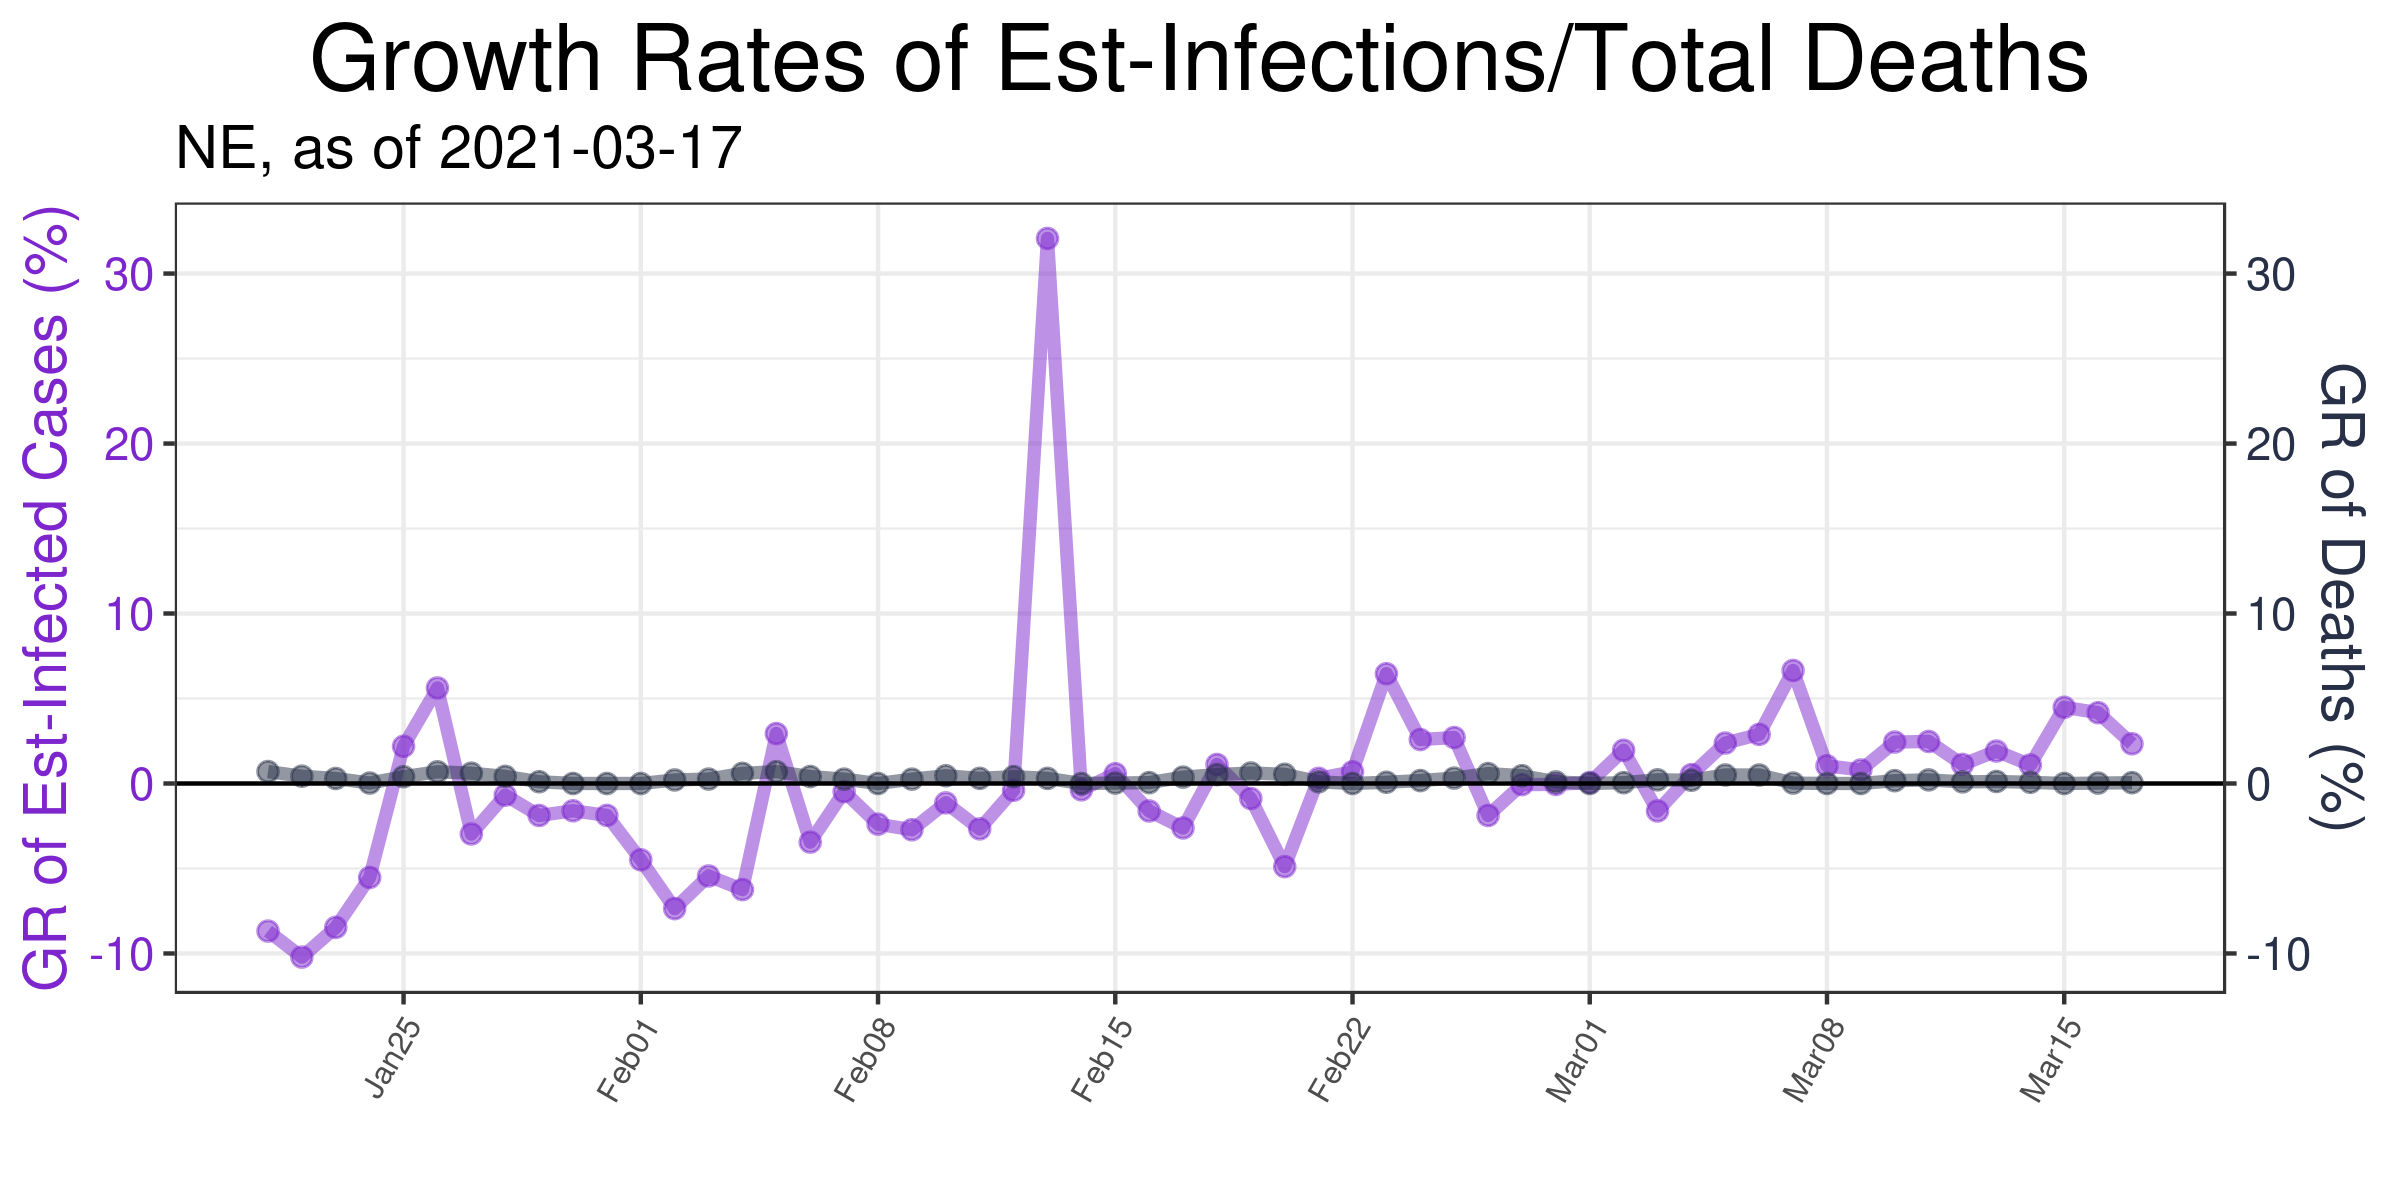 Growth Rates of Est-Infections/Total Deaths
NE, as of 2021-03-17
GR of Est-Infected Cases (%)
30
20
10
0
-10
30
20
10
0
-10
GR of Deaths (%)
Jan25
Feb01
Feb08
Feb15
Feb22
Mar01
Mar08
Mar15